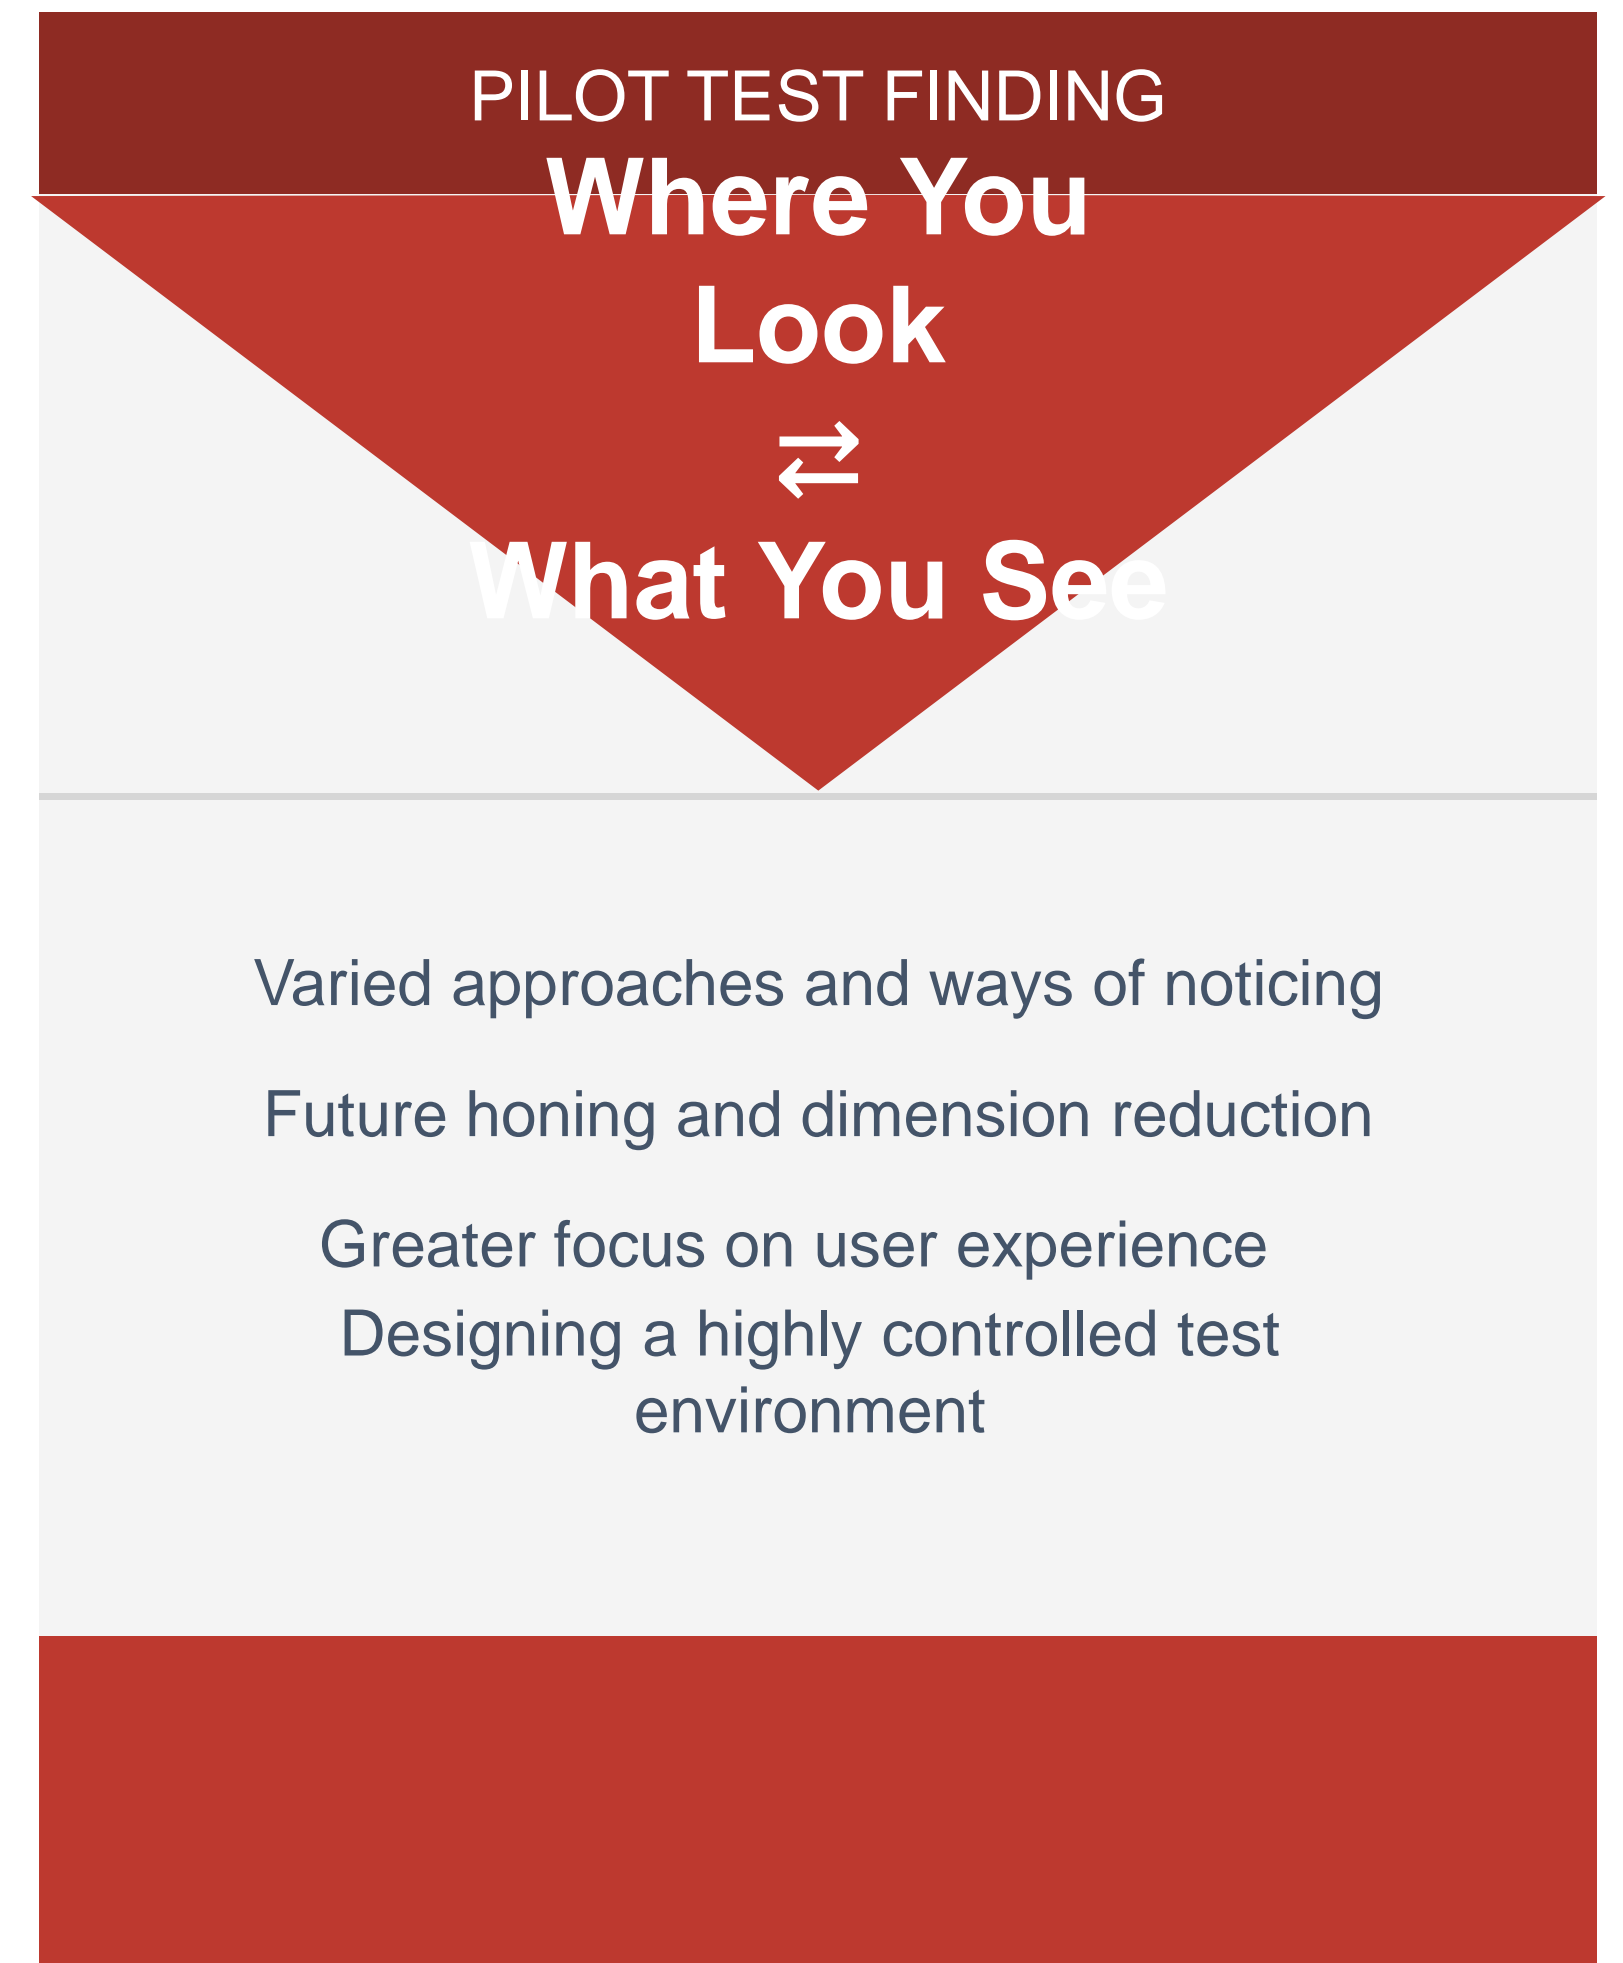 PILOT TEST FINDING
Where You
Look
⇄
What You See
Varied approaches and ways of noticing
Future honing and dimension reduction
Greater focus on user experience
Designing a highly controlled test
environment